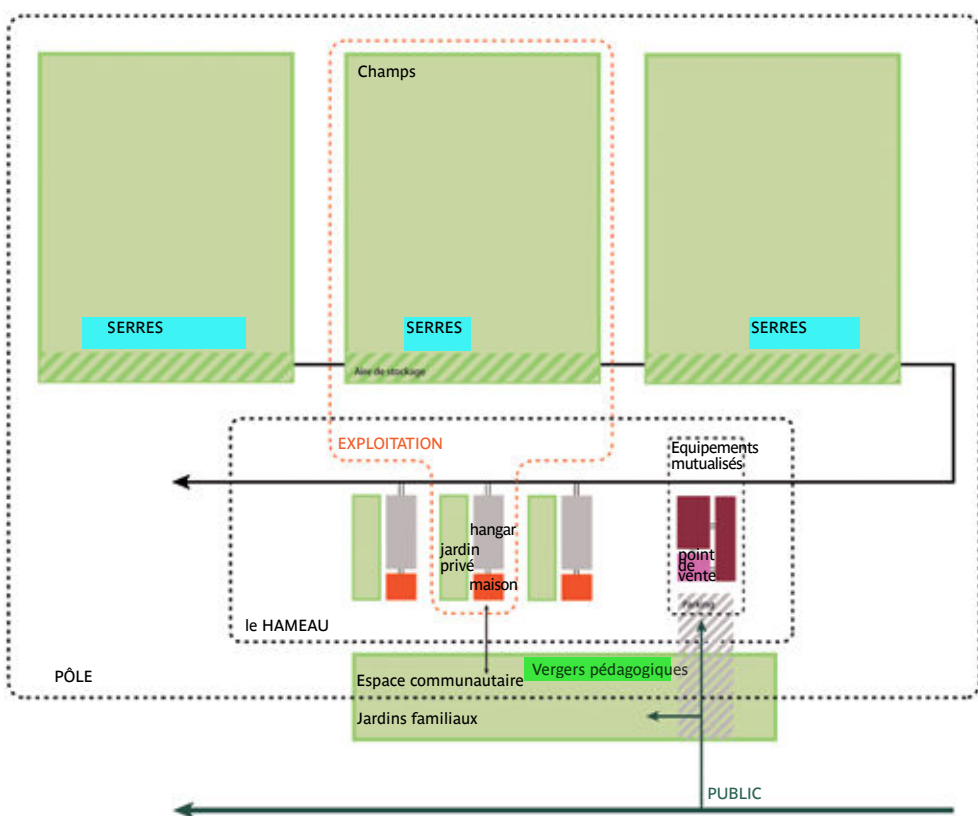 Champs
SERRES
SERRES
SERRES
Aire de stockage
EXPLOITATION
Equipements
mutualisés
hangar
jardin
privé
maison
point
de
vente
Parking
le HAMEAU
PÔLE
Vergers pédagogiques
Espace communautaire
Jardins familiaux
PUBLIC